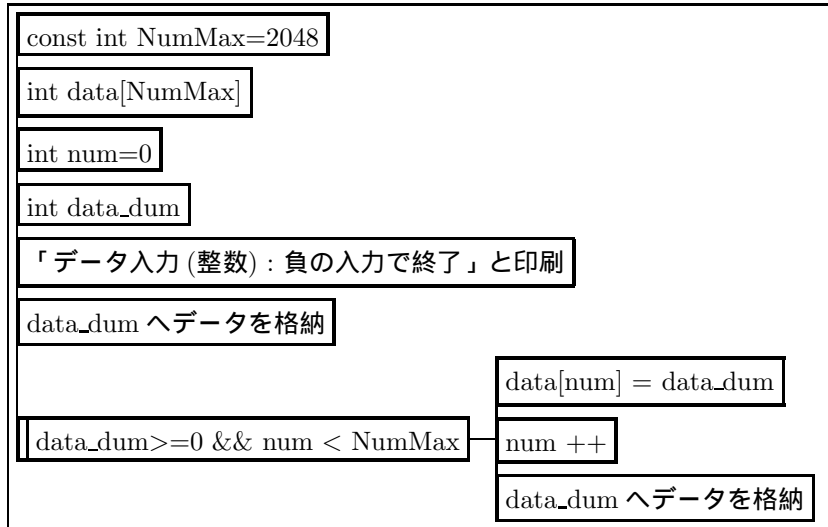 const int NumMax=2048
int data[NumMax]
int num=0
int data_dum
「データ入力 (整数) : 負の入力で終了」と印刷
data_dum へデータを格納
data[num] = data_dum
data_dum>=0 && num < NumMax
num ++
data_dum へデータを格納